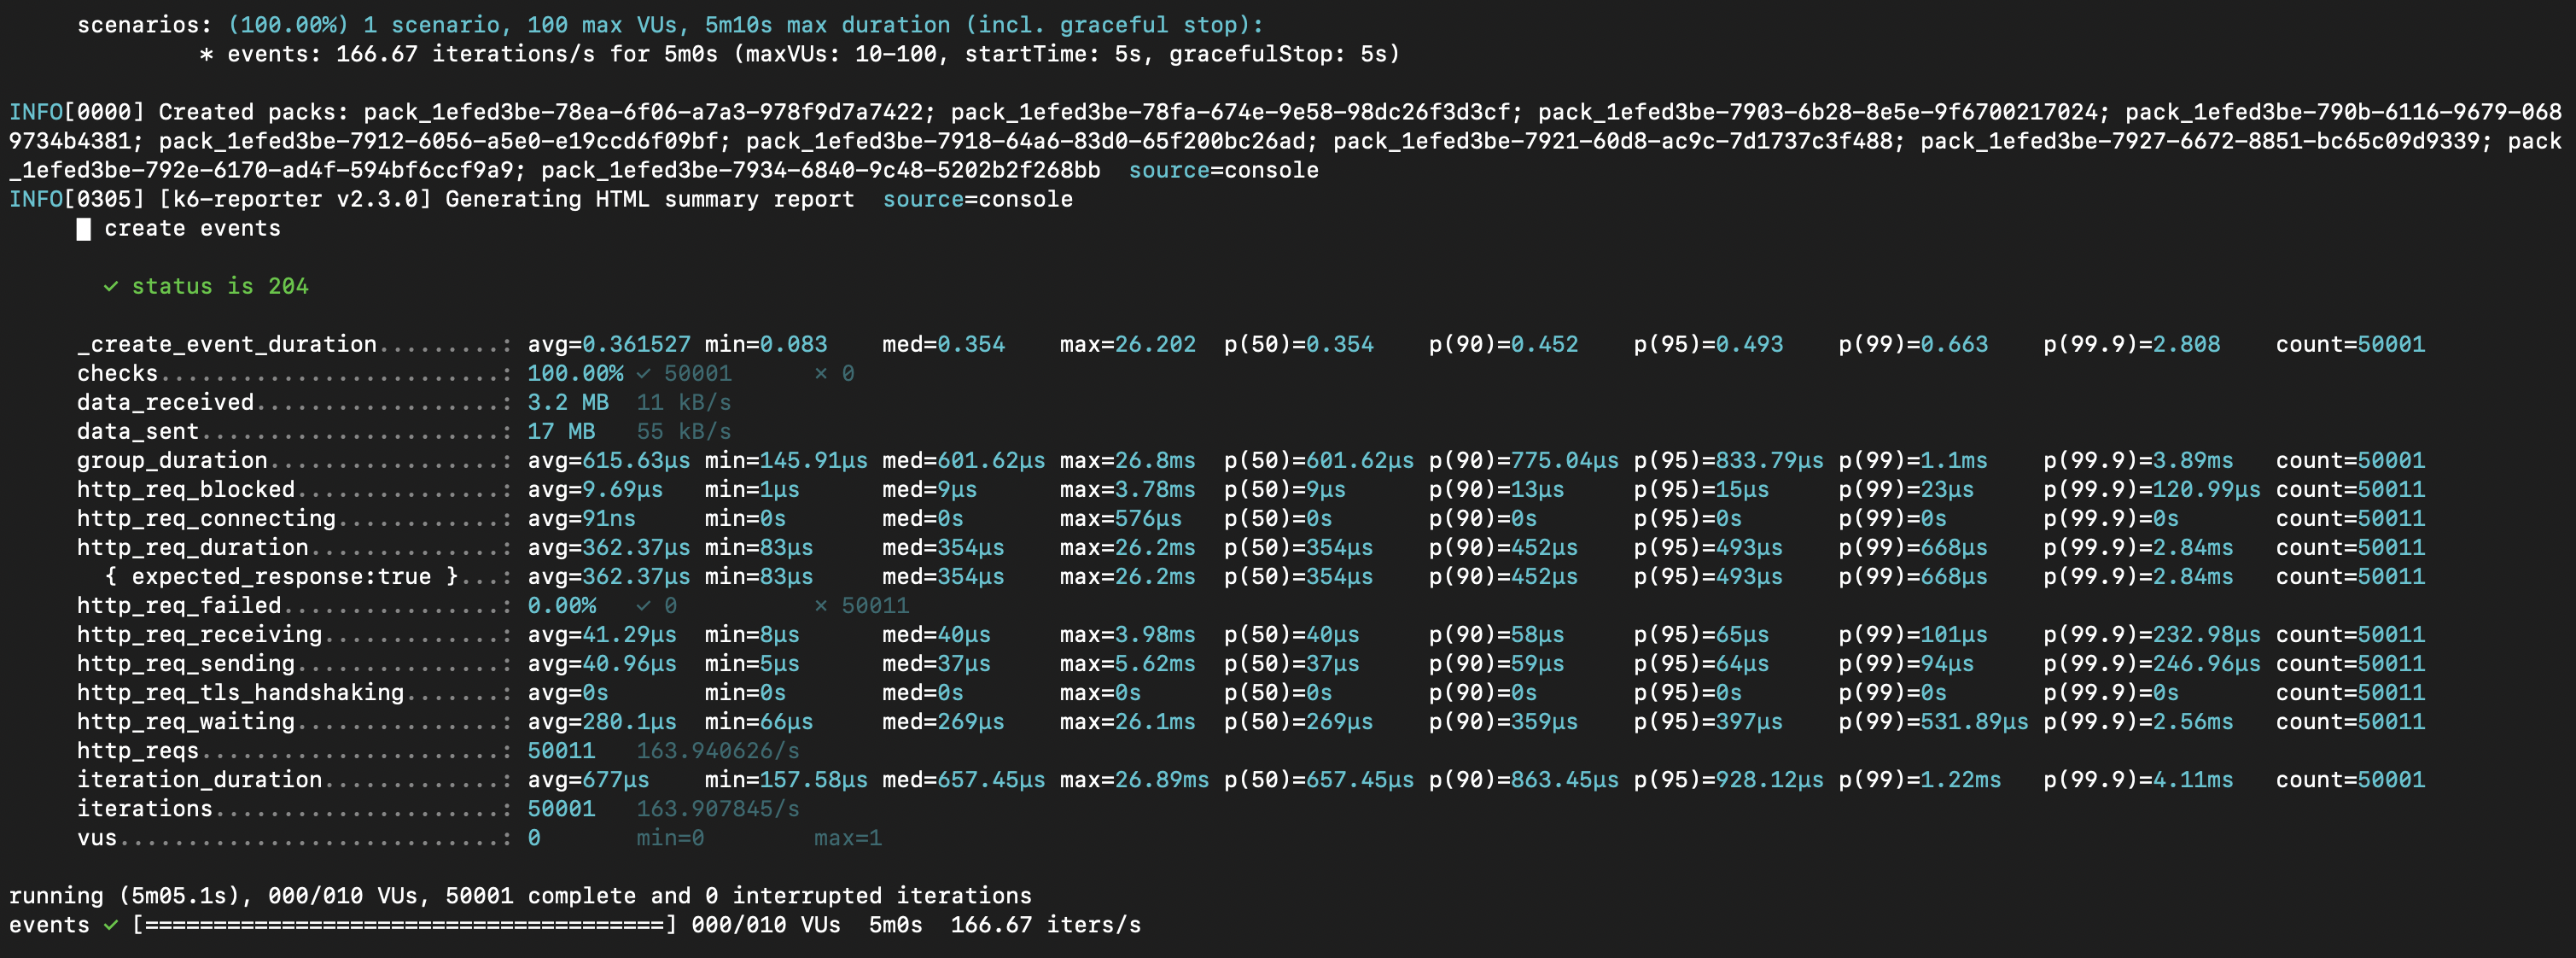 scenarios: (100.00%) 1 scenario, 100 max VUs, 5m10s max duration (incl. graceful stop):
* events: 166.67 iterations/s for 5m0s (maxVUs: 10-100, startTime: 5s, gracefulStop: 5s)
INFO[0000] Created packs: pack_1efed3be-78ea-6f06-a7a3-978f9d7a7422; pack_1efed3be-78fa-674e-9e58-98dc26f3d3cf; pack_1efed3be-7903-6b28-8e5e-9f6700217024; pack_1efed3be-790b-6116-9679-068
9734b4381; pack_1efed3be-7912-6056-a5e0-e19ccd6f09bf; pack_1efed3be-7918-64a6-83d0-65f200bc26ad; pack_1efed3be-7921-60d8-ac9c-7d1737c3f488; pack_1efed3be-7927-6672-8851-bc65c09d9339; pack
_1efed3be-792e-6170-ad4f-594bf6ccf9a9; pack_1efed3be-7934-6840-9c48-5202b2f268bb  source=console
INFO[0305] [k6-reporter v2.3.0] Generating HTML summary report  source=console
█ create events
✓ status is 204
_create_event_duration.........: avg=0.361527 min=0.083    med=0.354    max=26.202  p(50)=0.354    p(90)=0.452    p(95)=0.493    p(99)=0.663    p(99.9)=2.808    count=50001
checks.........................: 100.00% ✓ 50001      ✗ 0
data_received..................: 3.2 MB  11 kB/s
data_sent......................: 17 MB   55 kB/s
group_duration.................: avg=615.63µs min=145.91µs med=601.62µs max=26.8ms  p(50)=601.62µs p(90)=775.04µs p(95)=833.79µs p(99)=1.1ms    p(99.9)=3.89ms   count=50001
http_req_blocked...............: avg=9.69µs   min=1µs      med=9µs      max=3.78ms  p(50)=9µs      p(90)=13µs     p(95)=15µs     p(99)=23µs     p(99.9)=120.99µs count=50011
http_req_connecting............: avg=91ns     min=0s       med=0s       max=576µs   p(50)=0s       p(90)=0s       p(95)=0s       p(99)=0s       p(99.9)=0s       count=50011
http_req_duration..............: avg=362.37µs min=83µs     med=354µs    max=26.2ms  p(50)=354µs    p(90)=452µs    p(95)=493µs    p(99)=668µs    p(99.9)=2.84ms   count=50011
{ expected_response:true }...: avg=362.37µs min=83µs     med=354µs    max=26.2ms  p(50)=354µs    p(90)=452µs    p(95)=493µs    p(99)=668µs    p(99.9)=2.84ms   count=50011
http_req_failed................: 0.00%   ✓ 0          ✗ 50011
http_req_receiving.............: avg=41.29µs  min=8µs      med=40µs     max=3.98ms  p(50)=40µs     p(90)=58µs     p(95)=65µs     p(99)=101µs    p(99.9)=232.98µs count=50011
http_req_sending...............: avg=40.96µs  min=5µs      med=37µs     max=5.62ms  p(50)=37µs     p(90)=59µs     p(95)=64µs     p(99)=94µs     p(99.9)=246.96µs count=50011
http_req_tls_handshaking.......: avg=0s       min=0s       med=0s       max=0s      p(50)=0s       p(90)=0s       p(95)=0s       p(99)=0s       p(99.9)=0s       count=50011
http_req_waiting...............: avg=280.1µs  min=66µs     med=269µs    max=26.1ms  p(50)=269µs    p(90)=359µs    p(95)=397µs    p(99)=531.89µs p(99.9)=2.56ms   count=50011
http_reqs......................: 50011   163.940626/s
iteration_duration.............: avg=677µs    min=157.58µs med=657.45µs max=26.89ms p(50)=657.45µs p(90)=863.45µs p(95)=928.12µs p(99)=1.22ms   p(99.9)=4.11ms   count=50001
iterations.....................: 50001   163.907845/s
vus............................: 0       min=0        max=1
running (5m05.1s), 000/010 VUs, 50001 complete and 0 interrupted iterations
events ✓ [======================================] 000/010 VUs  5m0s  166.67 iters/s